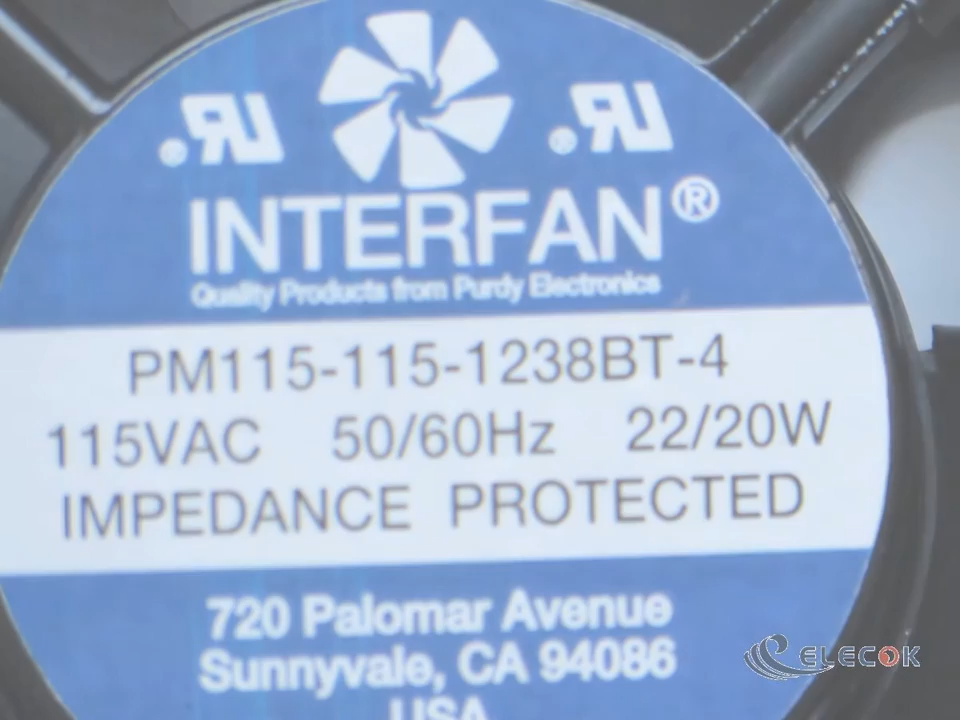 INTERFAN®
Quality Products from Purdy Electronics
PM115-115-1238BT-4
115VAC 50/60Hz 22/20W
IMPEDANCE PROTECTED
720 Palomar Avenue
Sunnyvale, CA 94086
USA
ELECOK